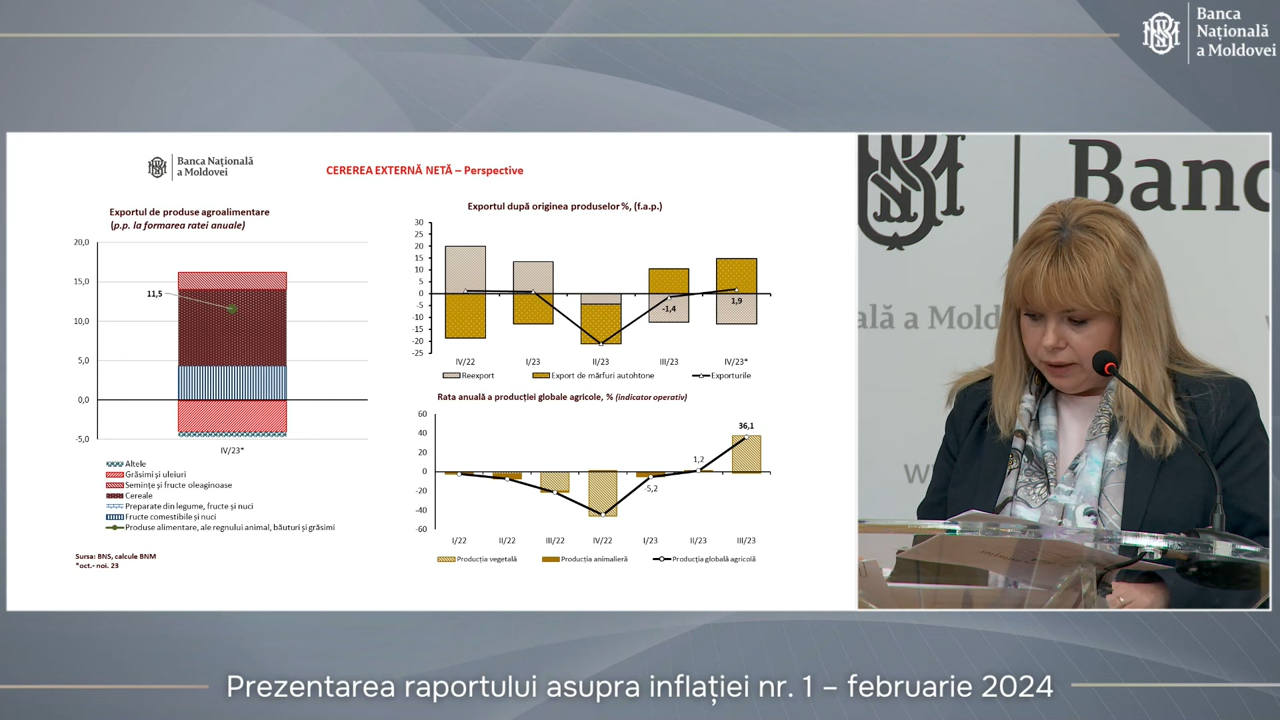 Banca
Națională
a Moldovei
Banca Națională
a Moldovei
CEREREA EXTERNĂ NETĂ – Perspective
Exportul de produse agroalimentare
(p.p. la formarea ratei anuale)
20,0
15,0
11,5
10,0
5,0
0,0
-5,0
IV/23*
Altele
Grăsimi și uleiuri
Semințe și fructe oleaginoase
Cereale
Preparate din legume, fructe și nuci
Fructe comestibile și nuci
Produse alimentare, ale regnului animal, băuturi și grăsimi
Sursa: BNS, calcule BNM
*oct.- noi. 23
Exportul după originea produselor %, (f.a.p.)
30
25
20
15
10
5
0
-5
-10
-15
-20
-25
-1,4
1,9
IV/22 I/23 II/23 III/23 IV/23*
Reexport Export de mărfuri autohtone Exporturile
Rata anuală a producției globale agricole, % (indicator operativ)
60
40
20
0
-20
-40
-60
-5,2
1,2
36,1
I/22 II/22 III/22 IV/22 I/23 II/23 III/23
Producția vegetală Producția animalieră Producția globală agricolă
Banc
ală a Mold
Prezentarea raportului asupra inflației nr. 1 – februarie 2024